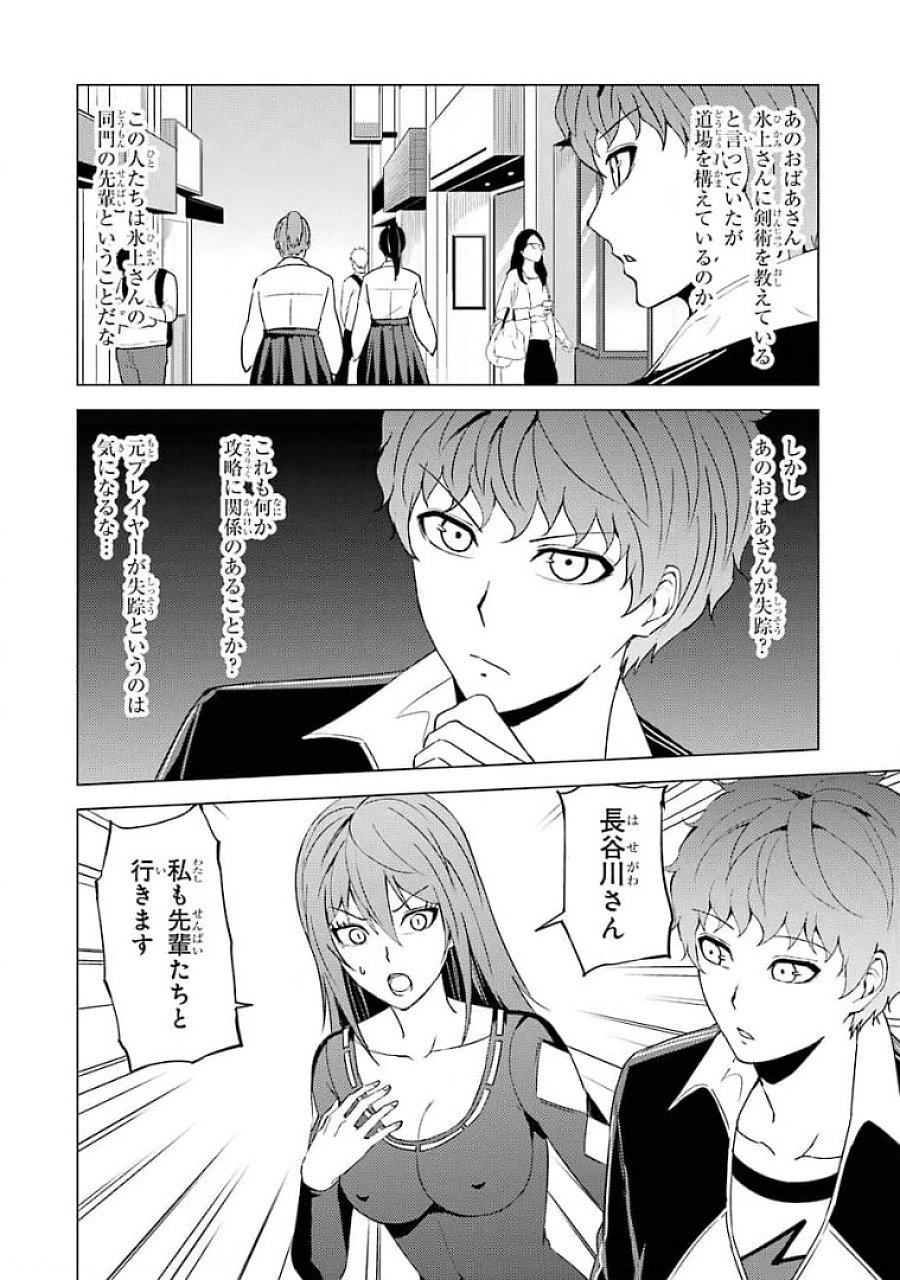 あのおばあさん
氷上さんに剣術を教えている
と言っていたが
道場を構えているのか
この人たちは氷上さんの
同門の先輩ということだな
しかし
あのおばあさんが失踪?
これも何か
攻略に関係のあることか?
元プレイヤーが失踪というのは
気になるな…
長谷川さん
私も先輩たちと
行きます